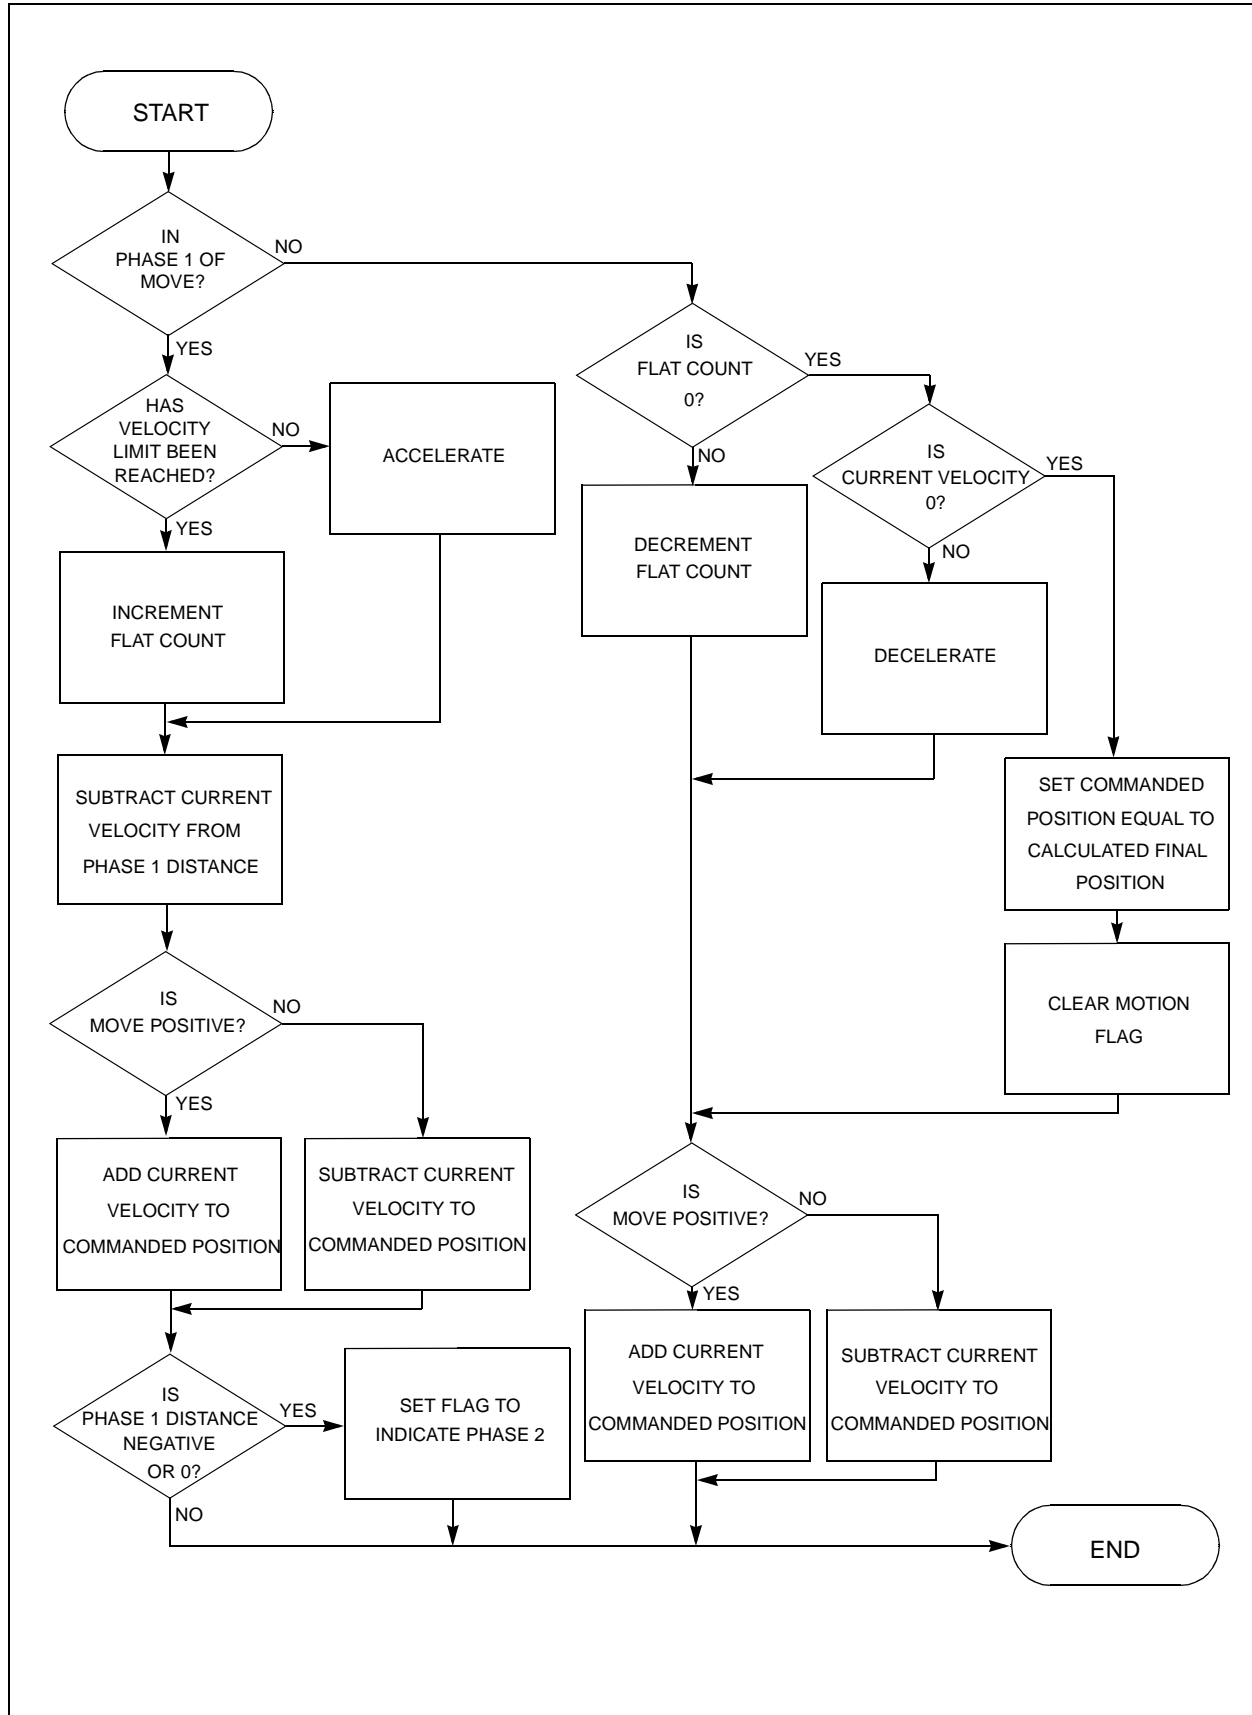 START
IN
PHASE 1 OF
MOVE?
NO
YES
HAS
VELOCITY
LIMIT BEEN
REACHED?
NO
YES
ACCELERATE
INCREMENT
FLAT COUNT
SUBTRACT CURRENT
VELOCITY FROM
PHASE 1 DISTANCE
IS
MOVE POSITIVE?
NO
YES
ADD CURRENT
VELOCITY TO
COMMANDED POSITION
SUBTRACT CURRENT
VELOCITY TO
COMMANDED POSITION
IS
PHASE 1 DISTANCE
NEGATIVE
OR 0?
YES
NO
SET FLAG TO
INDICATE PHASE 2
IS
FLAT COUNT
0?
YES
NO
DECREMENT
FLAT COUNT
IS
CURRENT VELOCITY
0?
YES
NO
DECELERATE
SET COMMANDED
POSITION EQUAL TO
CALCULATED FINAL
POSITION
CLEAR MOTION
FLAG
IS
MOVE POSITIVE?
NO
YES
ADD CURRENT
VELOCITY TO
COMMANDED POSITION
SUBTRACT CURRENT
VELOCITY TO
COMMANDED POSITION
END